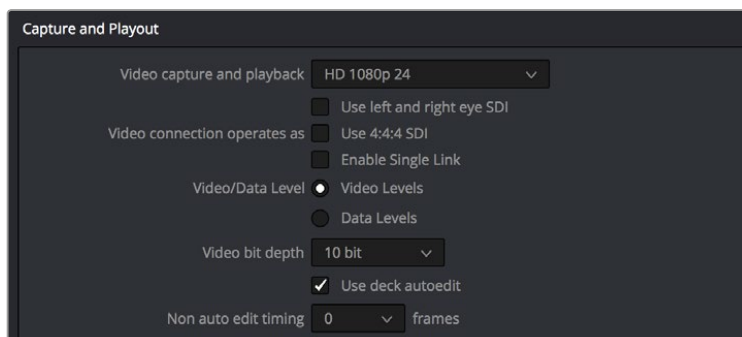 Capture and Playout
Video capture and playback HD 1080p 24
Use left and right eye SDI
Video connection operates as Use 4:4:4 SDI
Enable Single Link
Video/Data Level Video Levels
Data Levels
Video bit depth 10 bit
Use deck autoedit
Non auto edit timing 0 frames